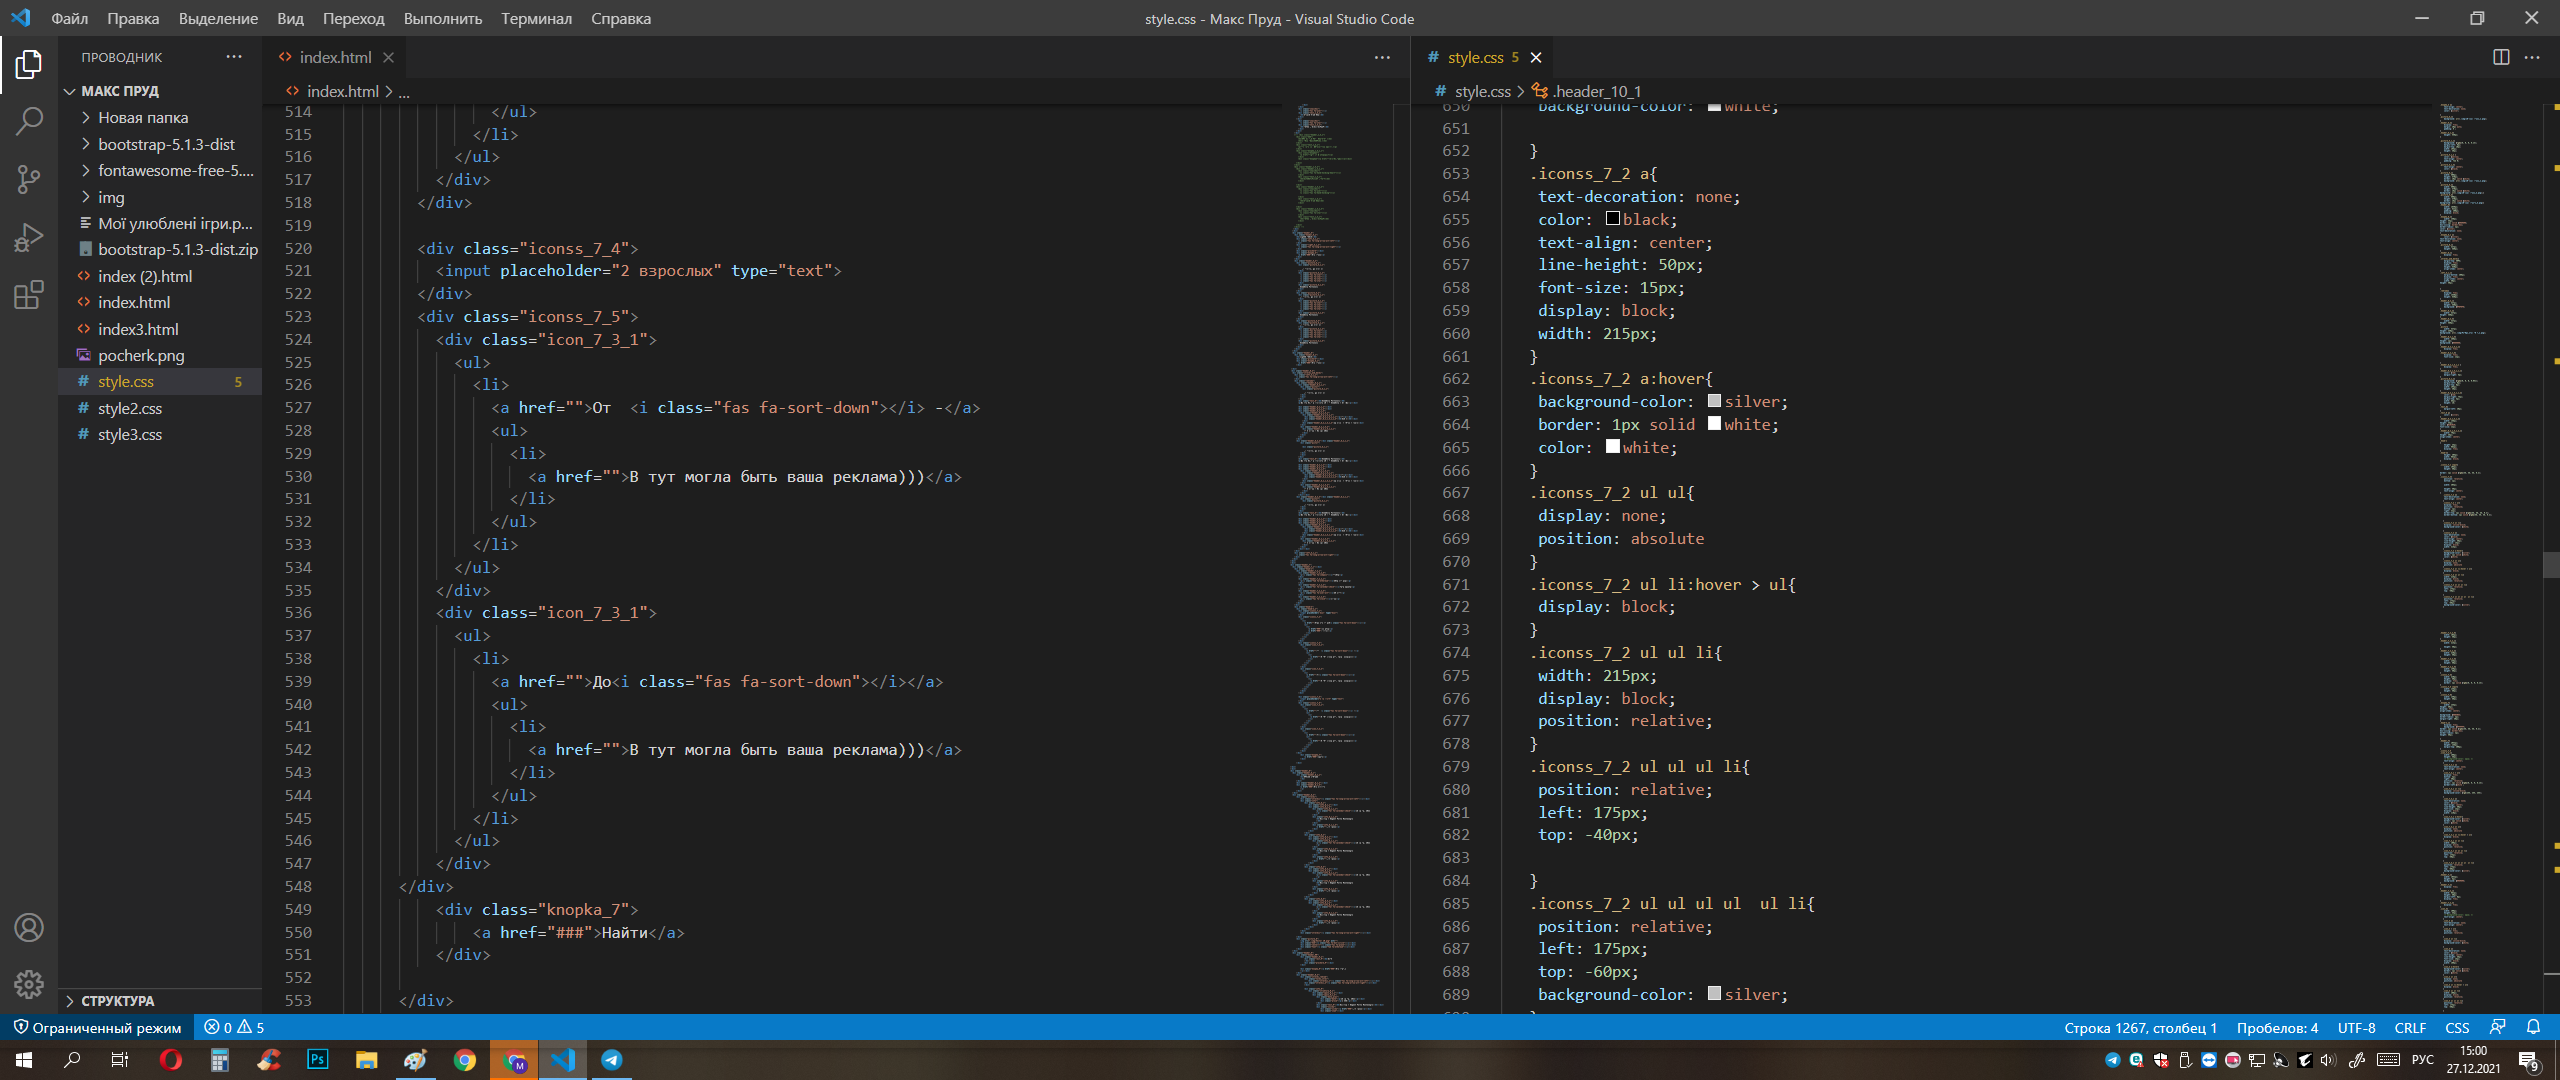 Файл Правка Выделение Вид Переход Выполнить Терминал Справка
style.css - Макс Пруд - Visual Studio Code
ПРОВОДНИК
МАКС ПРУД
Новая папка
bootstrap-5.1.3-dist
fontawesome-free-5....
img
Мої улюблені ігри.р...
bootstrap-5.1.3-dist.zip
index (2).html
index.html
index3.html
pocherk.png
style.css 5
style2.css
style3.css
СТРУКТУРА
index.html
index.html > ...
514 </ul>
515 </li>
516 </ul>
517 </div>
518 </div>
519
520 <div class="iconss_7_4">
521 <input placeholder="2 взрослых" type="text">
522 </div>
523 <div class="iconss_7_5">
524 <div class="icon_7_3_1">
525 <ul>
526 <li>
527 <a href="">От  <i class="fas fa-sort-down"></i> -</a>
528 <ul>
529 <li>
530 <a href="">В тут могла быть ваша реклама)))</a>
531 </li>
532 </ul>
533 </li>
534 </ul>
535 </div>
536 <div class="icon_7_3_1">
537 <ul>
538 <li>
539 <a href="">До<i class="fas fa-sort-down"></i></a>
540 <ul>
541 <li>
542 <a href="">В тут могла быть ваша реклама)))</a>
543 </li>
544 </ul>
545 </li>
546 </ul>
547 </div>
548 </div>
549 <div class="knopka_7">
550 <a href="###">Найти</a>
551 </div>
552
553 </div>
style.css 5
style.css > .header_10_1
650 background-color: white;
651
652 }
653 .iconss_7_2 a{
654 text-decoration: none;
655 color: black;
656 text-align: center;
657 line-height: 50px;
658 font-size: 15px;
659 display: block;
660 width: 215px;
661 }
662 .iconss_7_2 a:hover{
663 background-color: silver;
664 border: 1px solid white;
665 color: white;
666 }
667 .iconss_7_2 ul ul{
668 display: none;
669 position: absolute
670 }
671 .iconss_7_2 ul li:hover > ul{
672 display: block;
673 }
674 .iconss_7_2 ul ul li{
675 width: 215px;
676 display: block;
677 position: relative;
678 }
679 .iconss_7_2 ul ul ul li{
680 position: relative;
681 left: 175px;
682 top: -40px;
683
684 }
685 .iconss_7_2 ul ul ul ul  ul li{
686 position: relative;
687 left: 175px;
688 top: -60px;
689 background-color: silver;
Ограниченный режим 0 5
Строка 1267, столбец 1 Пробелов: 4 UTF-8 CRLF CSS
Ps
M
РУС
15:00
27.12.2021
9